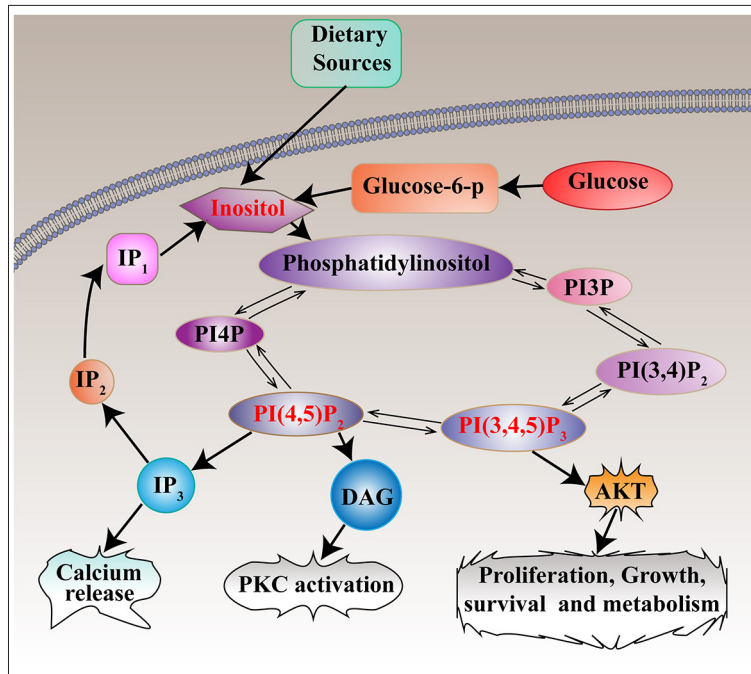 Dietary
Sources
Glucose-6-p
Glucose
Inositol
IP1
Phosphatidylinositol
PI3P
PI4P
IP2
PI(3,4)P2
PI(4,5)P2
PI(3,4,5)P3
IP3
DAG
AKT
Calcium
release
PKC activation
Proliferation, Growth,
survival and metabolism